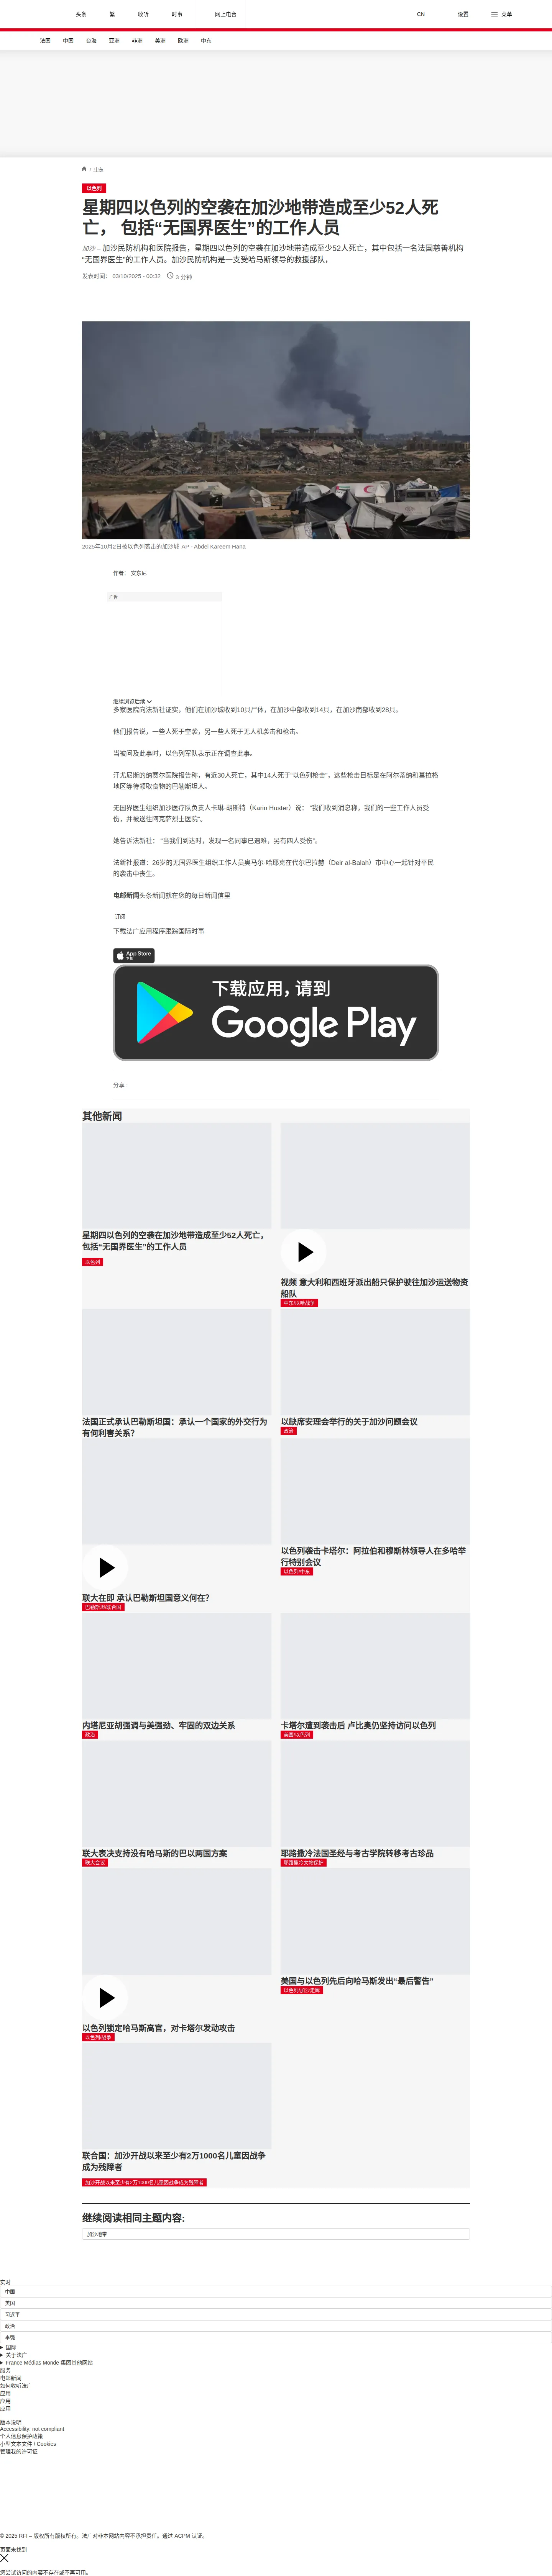 头条
繁
收听
时事
网上电台
CN
设置
菜单
法国
中国
台海
亚洲
非洲
美洲
欧洲
中东
/ 中东
以色列
星期四以色列的空袭在加沙地带造成至少52人死
亡， 包括“无国界医生”的工作人员
加沙 – 加沙民防机构和医院报告，星期四以色列的空袭在加沙地带造成至少52人死亡，其中包括一名法国慈善机构
“无国界医生”的工作人员。加沙民防机构是一支受哈马斯领导的救援部队，
发表时间： 03/10/2025 - 00:32
3 分钟
2025年10月2日被以色列袭击的加沙城 AP - Abdel Kareem Hana
作者： 安东尼
广告
继续浏览后续
多家医院向法新社证实，他们在加沙城收到10具尸体，在加沙中部收到14具，在加沙南部收到28具。
他们报告说，一些人死于空袭，另一些人死于无人机袭击和枪击。
当被问及此事时，以色列军队表示正在调查此事。
汗尤尼斯的纳赛尔医院报告称，有近30人死亡，其中14人死于“以色列枪击”，这些枪击目标是在阿尔蒂纳和莫拉格
地区等待领取食物的巴勒斯坦人。
无国界医生组织加沙医疗队负责人卡琳·胡斯特（Karin Huster）说： “我们收到消息称，我们的一些工作人员受
伤，并被送往阿克萨烈士医院”。
她告诉法新社： “当我们到达时，发现一名同事已遇难，另有四人受伤”。
法新社报道：26岁的无国界医生组织工作人员奥马尔·哈耶克在代尔巴拉赫（Deir al-Balah）市中心一起针对平民
的袭击中丧生。
电邮新闻头条新闻就在您的每日新闻信里
订阅
下载法广应用程序跟踪国际时事
App Store
下载
下载应用，请到
Google Play
分享 :
其他新闻
星期四以色列的空袭在加沙地带造成至少52人死亡，
包括“无国界医生”的工作人员
以色列
视频 意大利和西班牙派出船只保护驶往加沙运送物资
船队
中东/以哈战争
法国正式承认巴勒斯坦国：承认一个国家的外交行为
有何利害关系？
以缺席安理会举行的关于加沙问题会议
政治
联大在即 承认巴勒斯坦国意义何在？
巴勒斯坦/联合国
以色列袭击卡塔尔：阿拉伯和穆斯林领导人在多哈举
行特别会议
以色列/中东
内塔尼亚胡强调与美强劲、牢固的双边关系
政治
卡塔尔遭到袭击后 卢比奥仍坚持访问以色列
美国/以色列
联大表决支持没有哈马斯的巴以两国方案
联大会议
耶路撒冷法国圣经与考古学院转移考古珍品
耶路撒冷文物保护
以色列锁定哈马斯高官，对卡塔尔发动攻击
以色列/战争
美国与以色列先后向哈马斯发出“最后警告”
以色列/加沙走廊
联合国：加沙开战以来至少有2万1000名儿童因战争
成为残障者
加沙开战以来至少有2万1000名儿童因战争成为残障者
继续阅读相同主题内容:
加沙地带
实时
中国
美国
习近平
政治
李强
国际
关于法广
France Médias Monde 集团其他网站
服务
电邮新闻
如何收听法广
应用
应用
应用
版本说明
Accessibility: not compliant
个人信息保护政策
小型文本文件 / Cookies
管理我的许可证
© 2025 RFI – 版权所有版权所有。法广对非本网站内容不承担责任。通过 ACPM 认证。
页面未找到
您尝试访问的内容不存在或不再可用。